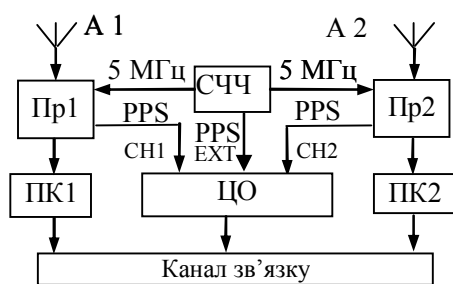 А 1
А 2
5 МГц
СЧЧ
5 МГц
Пр1
Пр2
PPS
PPS
PPS
CH1
EXT
CH2
ПК1
ЦО
ПК2
Канал зв’язку